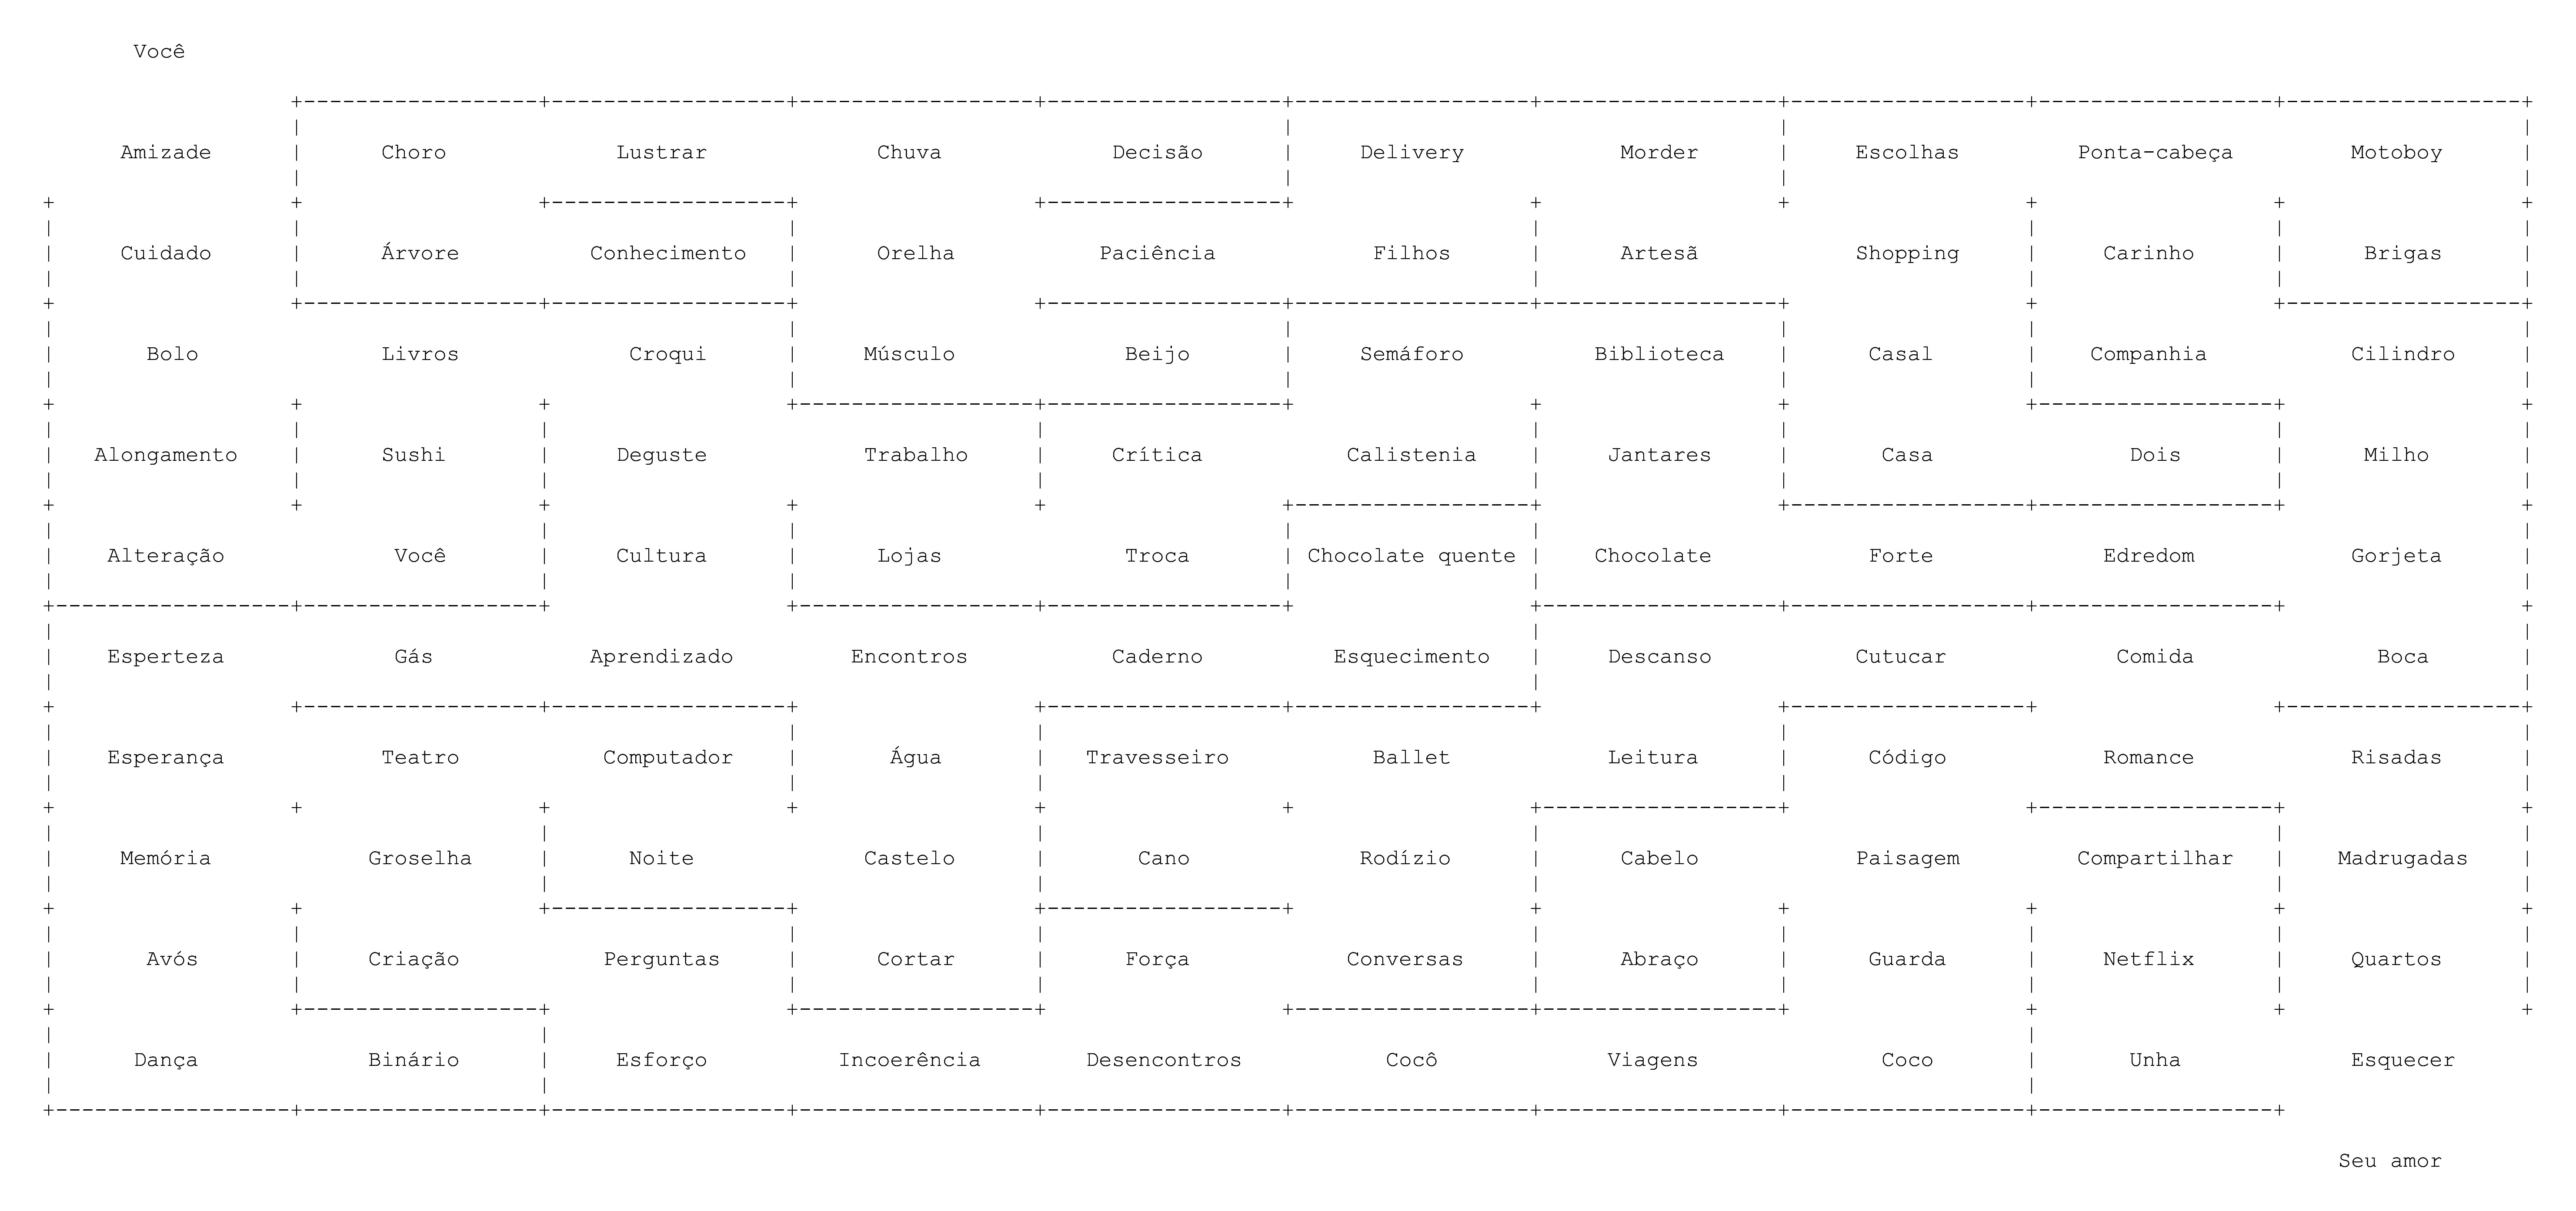 Você
Amizade Choro Lustrar Chuva Decisão Delivery Morder Escolhas Ponta-cabeça Motoboy
Cuidado Árvore Conhecimento Orelha Paciência Filhos Artesã Shopping Carinho Brigas
Bolo Livros Croqui Músculo Beijo Semáforo Biblioteca Casal Companhia Cilindro
Alongamento Sushi Deguste Trabalho Crítica Calistenia Jantares Casa Dois Milho
Alteração Você Cultura Lojas Troca Chocolate quente Chocolate Forte Edredom Gorjeta
Esperteza Gás Aprendizado Encontros Caderno Esquecimento Descanso Cutucar Comida Boca
Esperança Teatro Computador Água Travesseiro Ballet Leitura Código Romance Risadas
Memória Groselha Noite Castelo Cano Rodízio Cabelo Paisagem Compartilhar Madrugadas
Avós Criação Perguntas Cortar Força Conversas Abraço Guarda Netflix Quartos
Dança Binário Esforço Incoerência Desencontros Cocô Viagens Coco Unha Esquecer
Seu amor